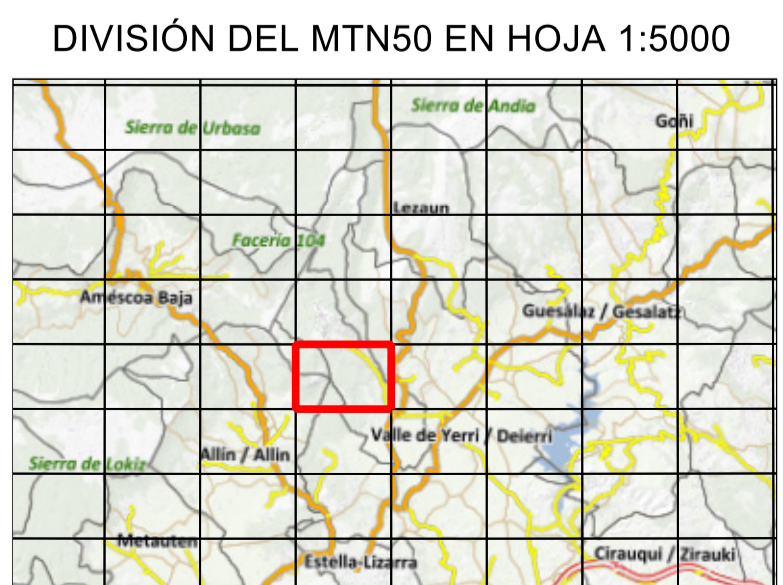 DIVISIÓN DEL MTN50 EN HOJA 1:5000
Sierra de Andia
Goñi
Sierra de Urbasa
Lezaun
Facería 104
Améscoa Baja
Guesálaz / Gesalatz
Valle de Yerri / Deierri
Allín / Allin
Sierra de Lokiz
Metauten
Cirauqui / Zirauki
Estella-Lizarra